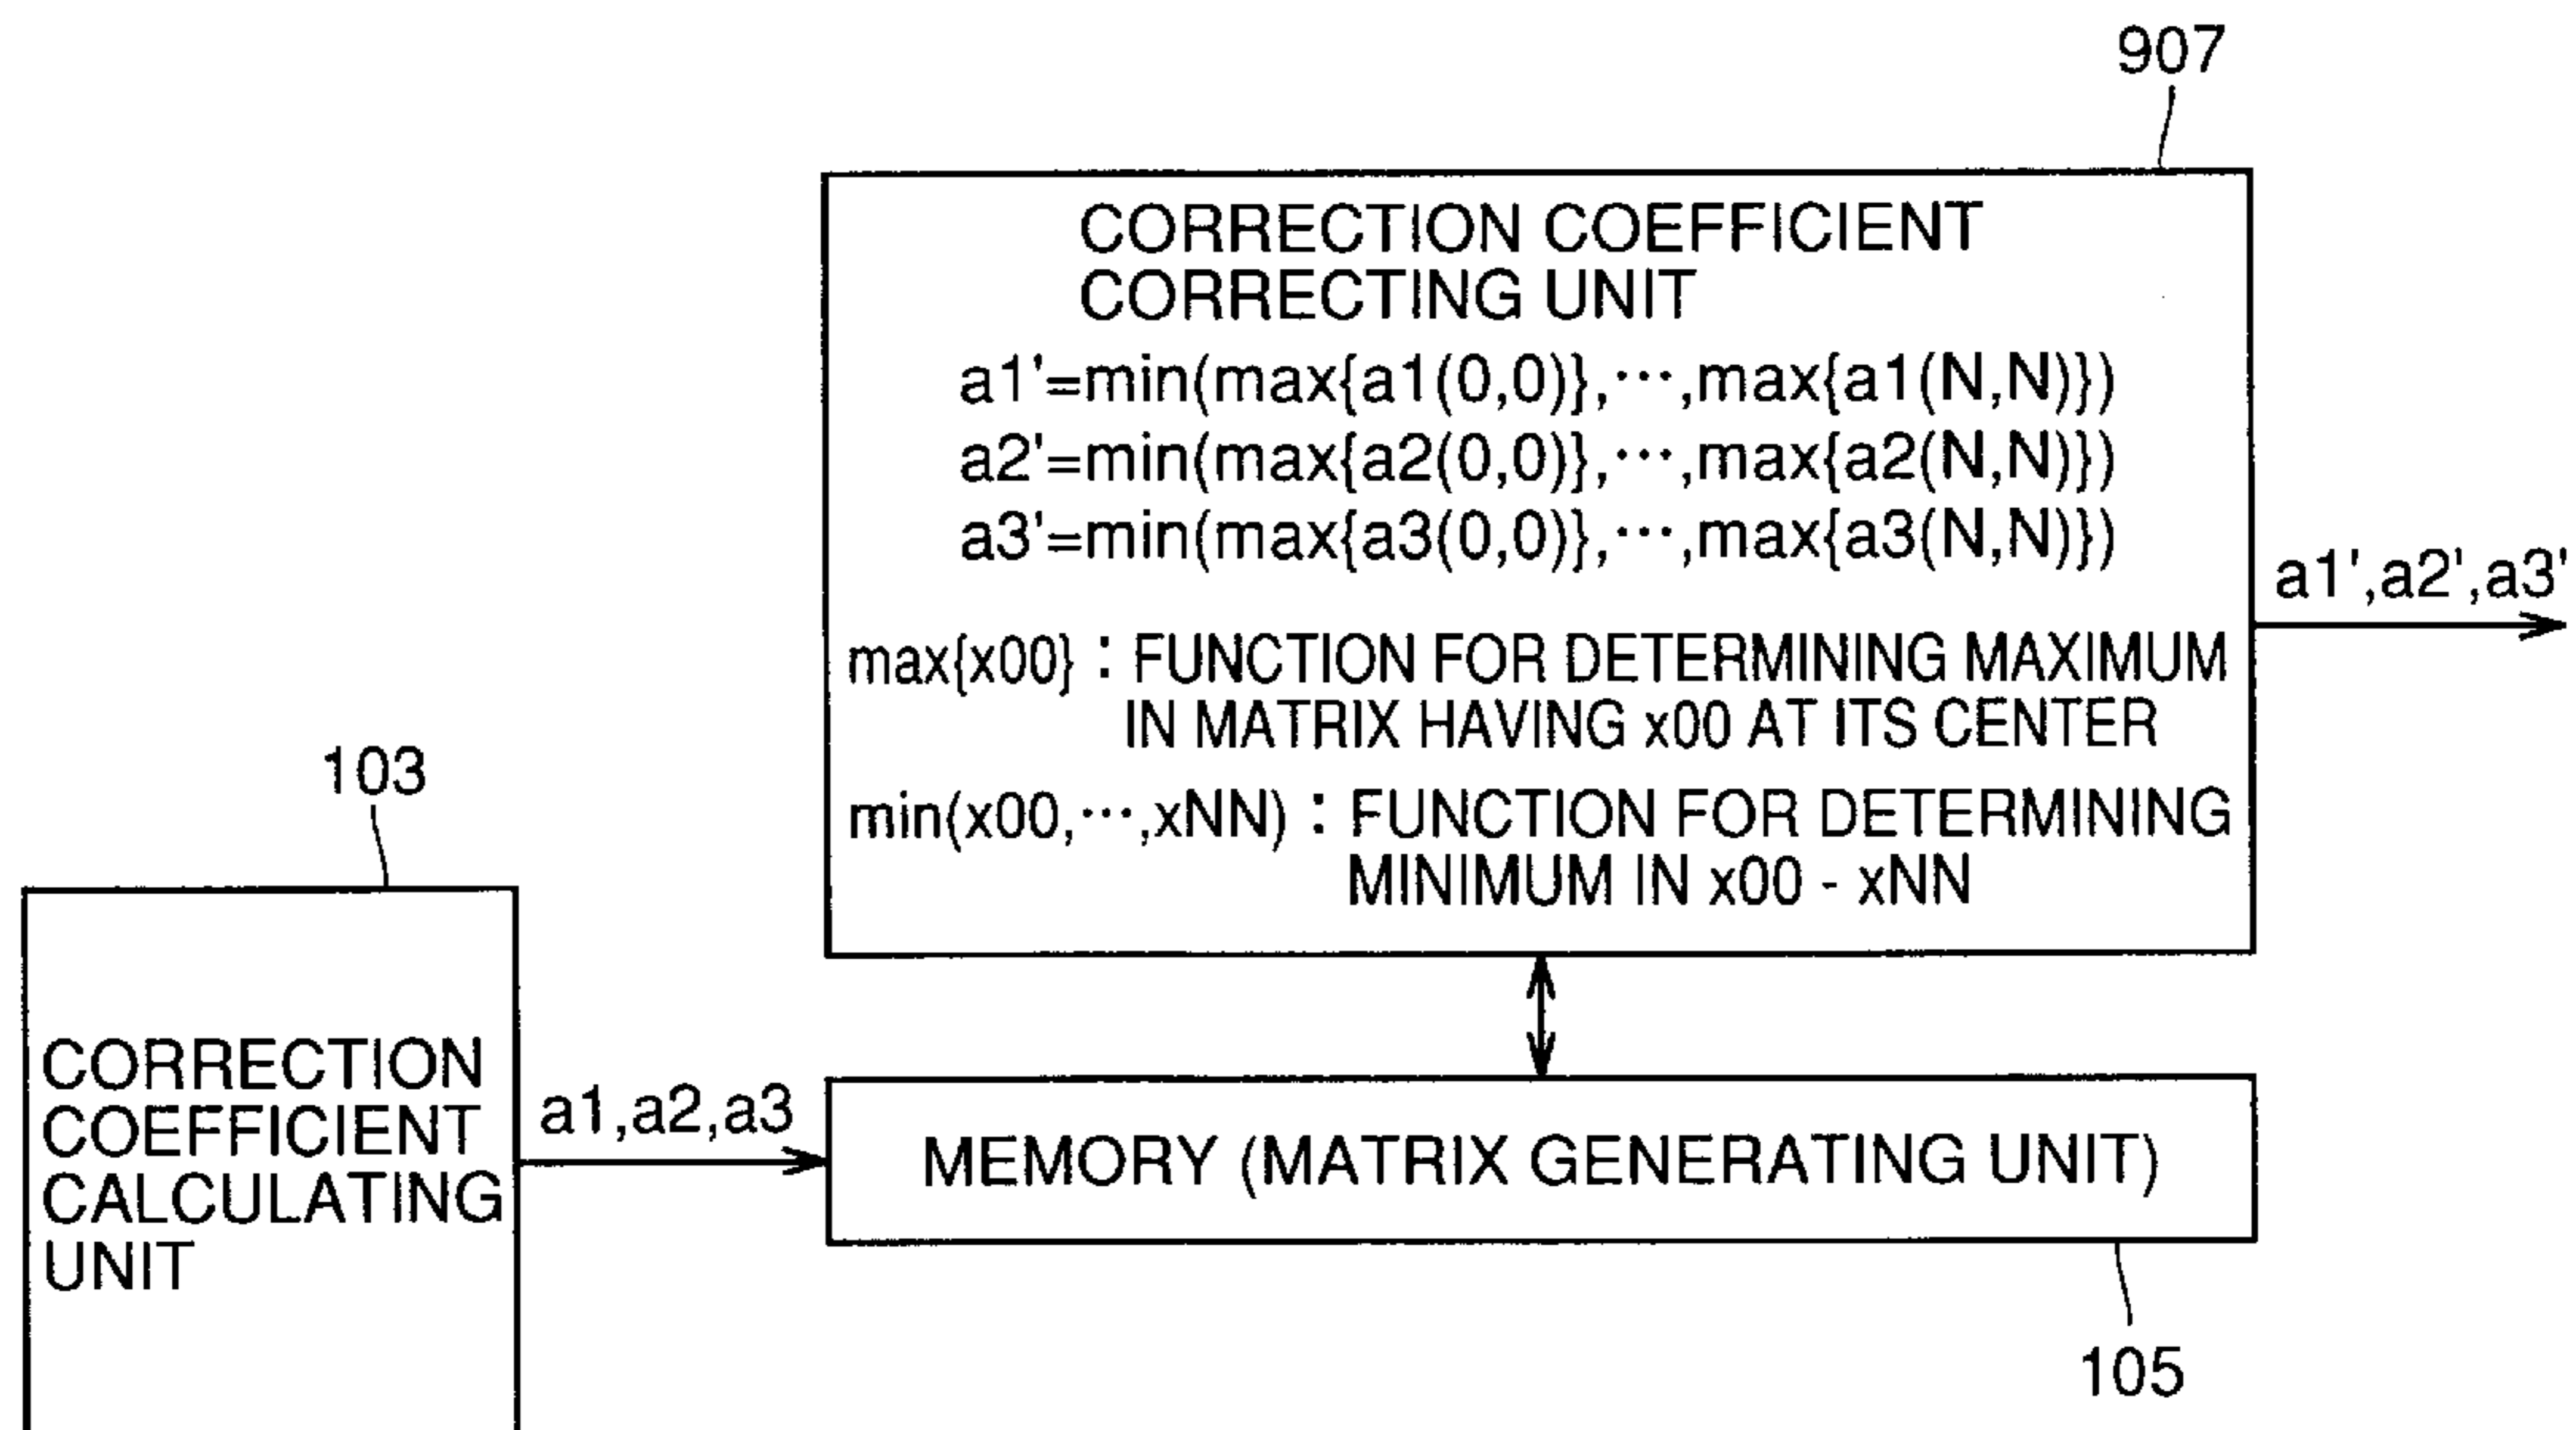 907
CORRECTION COEFFICIENT
CORRECTING UNIT
a1'=min(max{a1(0,0)},⋯,max{a1(N,N)})
a2'=min(max{a2(0,0)},⋯,max{a2(N,N)})
a3'=min(max{a3(0,0)},⋯,max{a3(N,N)})
a1',a2',a3'
max{x00} : FUNCTION FOR DETERMINING MAXIMUM
IN MATRIX HAVING x00 AT ITS CENTER
min(x00,⋯,xNN) : FUNCTION FOR DETERMINING
MINIMUM IN x00 - xNN
103
CORRECTION
COEFFICIENT
CALCULATING
UNIT
a1,a2,a3
MEMORY (MATRIX GENERATING UNIT)
105